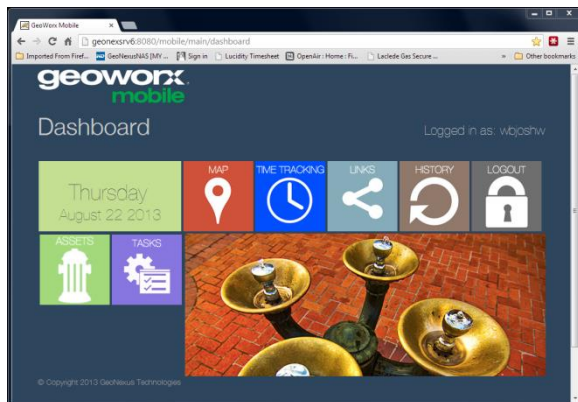 GeoWorx Mobile
geonexsrv6:8080/mobile/main/dashboard
Imported From Firef... GeoNexusNAS [MY ... Sign in Lucidity Timesheet OpenAir : Home : Fi... Laclede Gas Secure ... » Other bookmarks
geoworx
mobile
Dashboard
Logged in as: wbjoshw
Thursday
August 22 2013
MAP
TIME TRACKING
LINKS
HISTORY
LOGOUT
ASSETS
TASKS
© Copyright 2013 GeoNexus Technologies